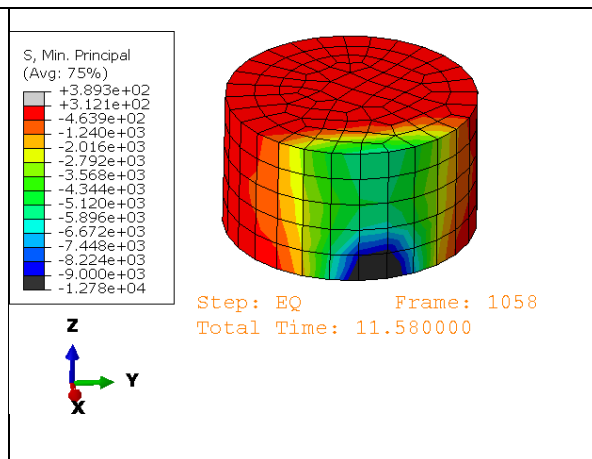 S, Min. Principal
(Avg: 75%)
+3.893e+02
+3.121e+02
-4.639e+02
-1.240e+03
-2.016e+03
-2.792e+03
-3.568e+03
-4.344e+03
-5.120e+03
-5.896e+03
-6.672e+03
-7.448e+03
-8.224e+03
-9.000e+03
-1.278e+04
Step: EQ Frame: 1058
Total Time: 11.580000
Z
Y
X